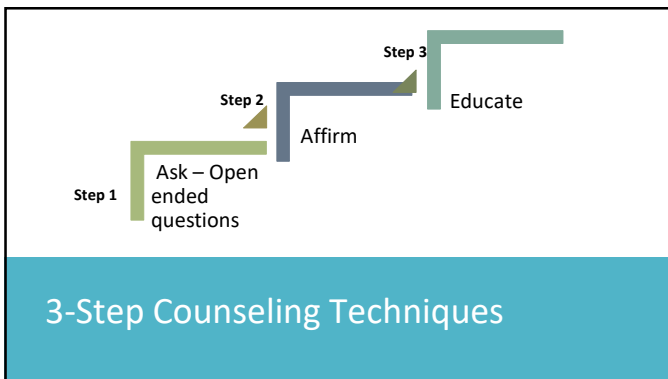 Step 1
Ask – Open
ended
questions
Step 2
Affirm
Step 3
Educate
3-Step Counseling Techniques